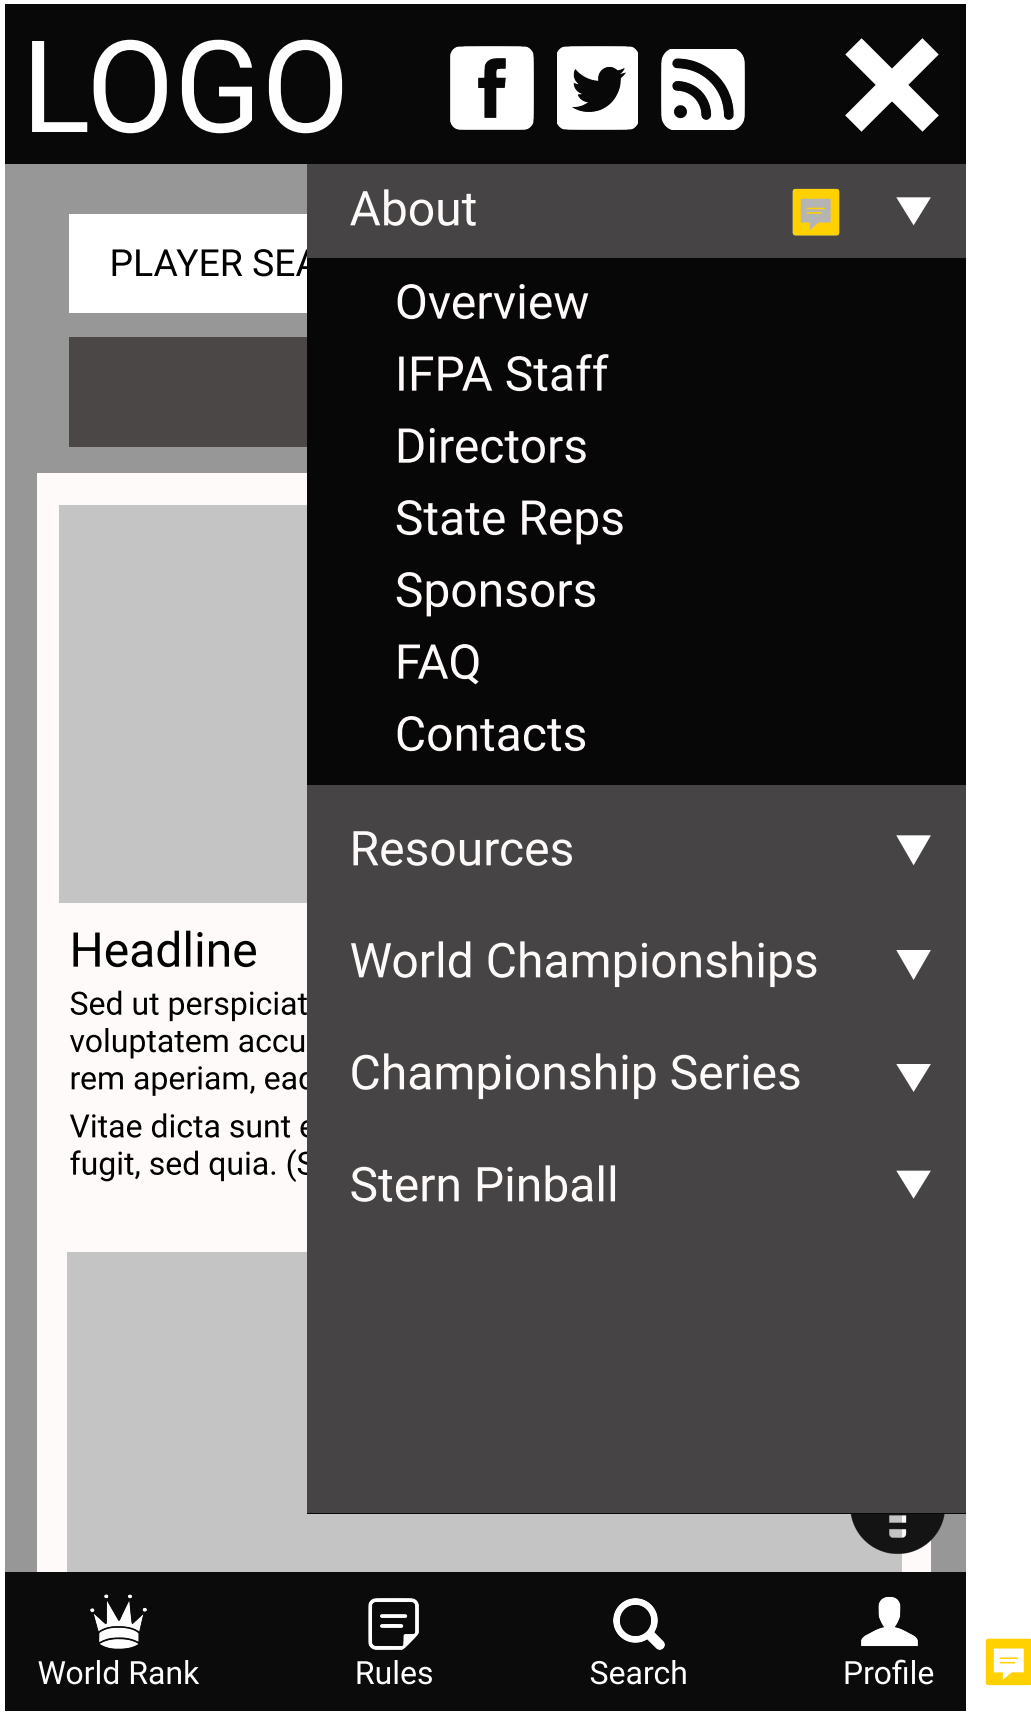 LOGO
About
PLAYER SEA
Overview
IFPA Staff
Directors
State Reps
Sponsors
FAQ
Contacts
Resources
World Championships
Championship Series
Stern Pinball
Headline
Sed ut perspiciat
voluptatem accu
rem aperiam, eac
Vitae dicta sunt e
fugit, sed quia. (S
World Rank
Rules
Search
Profile